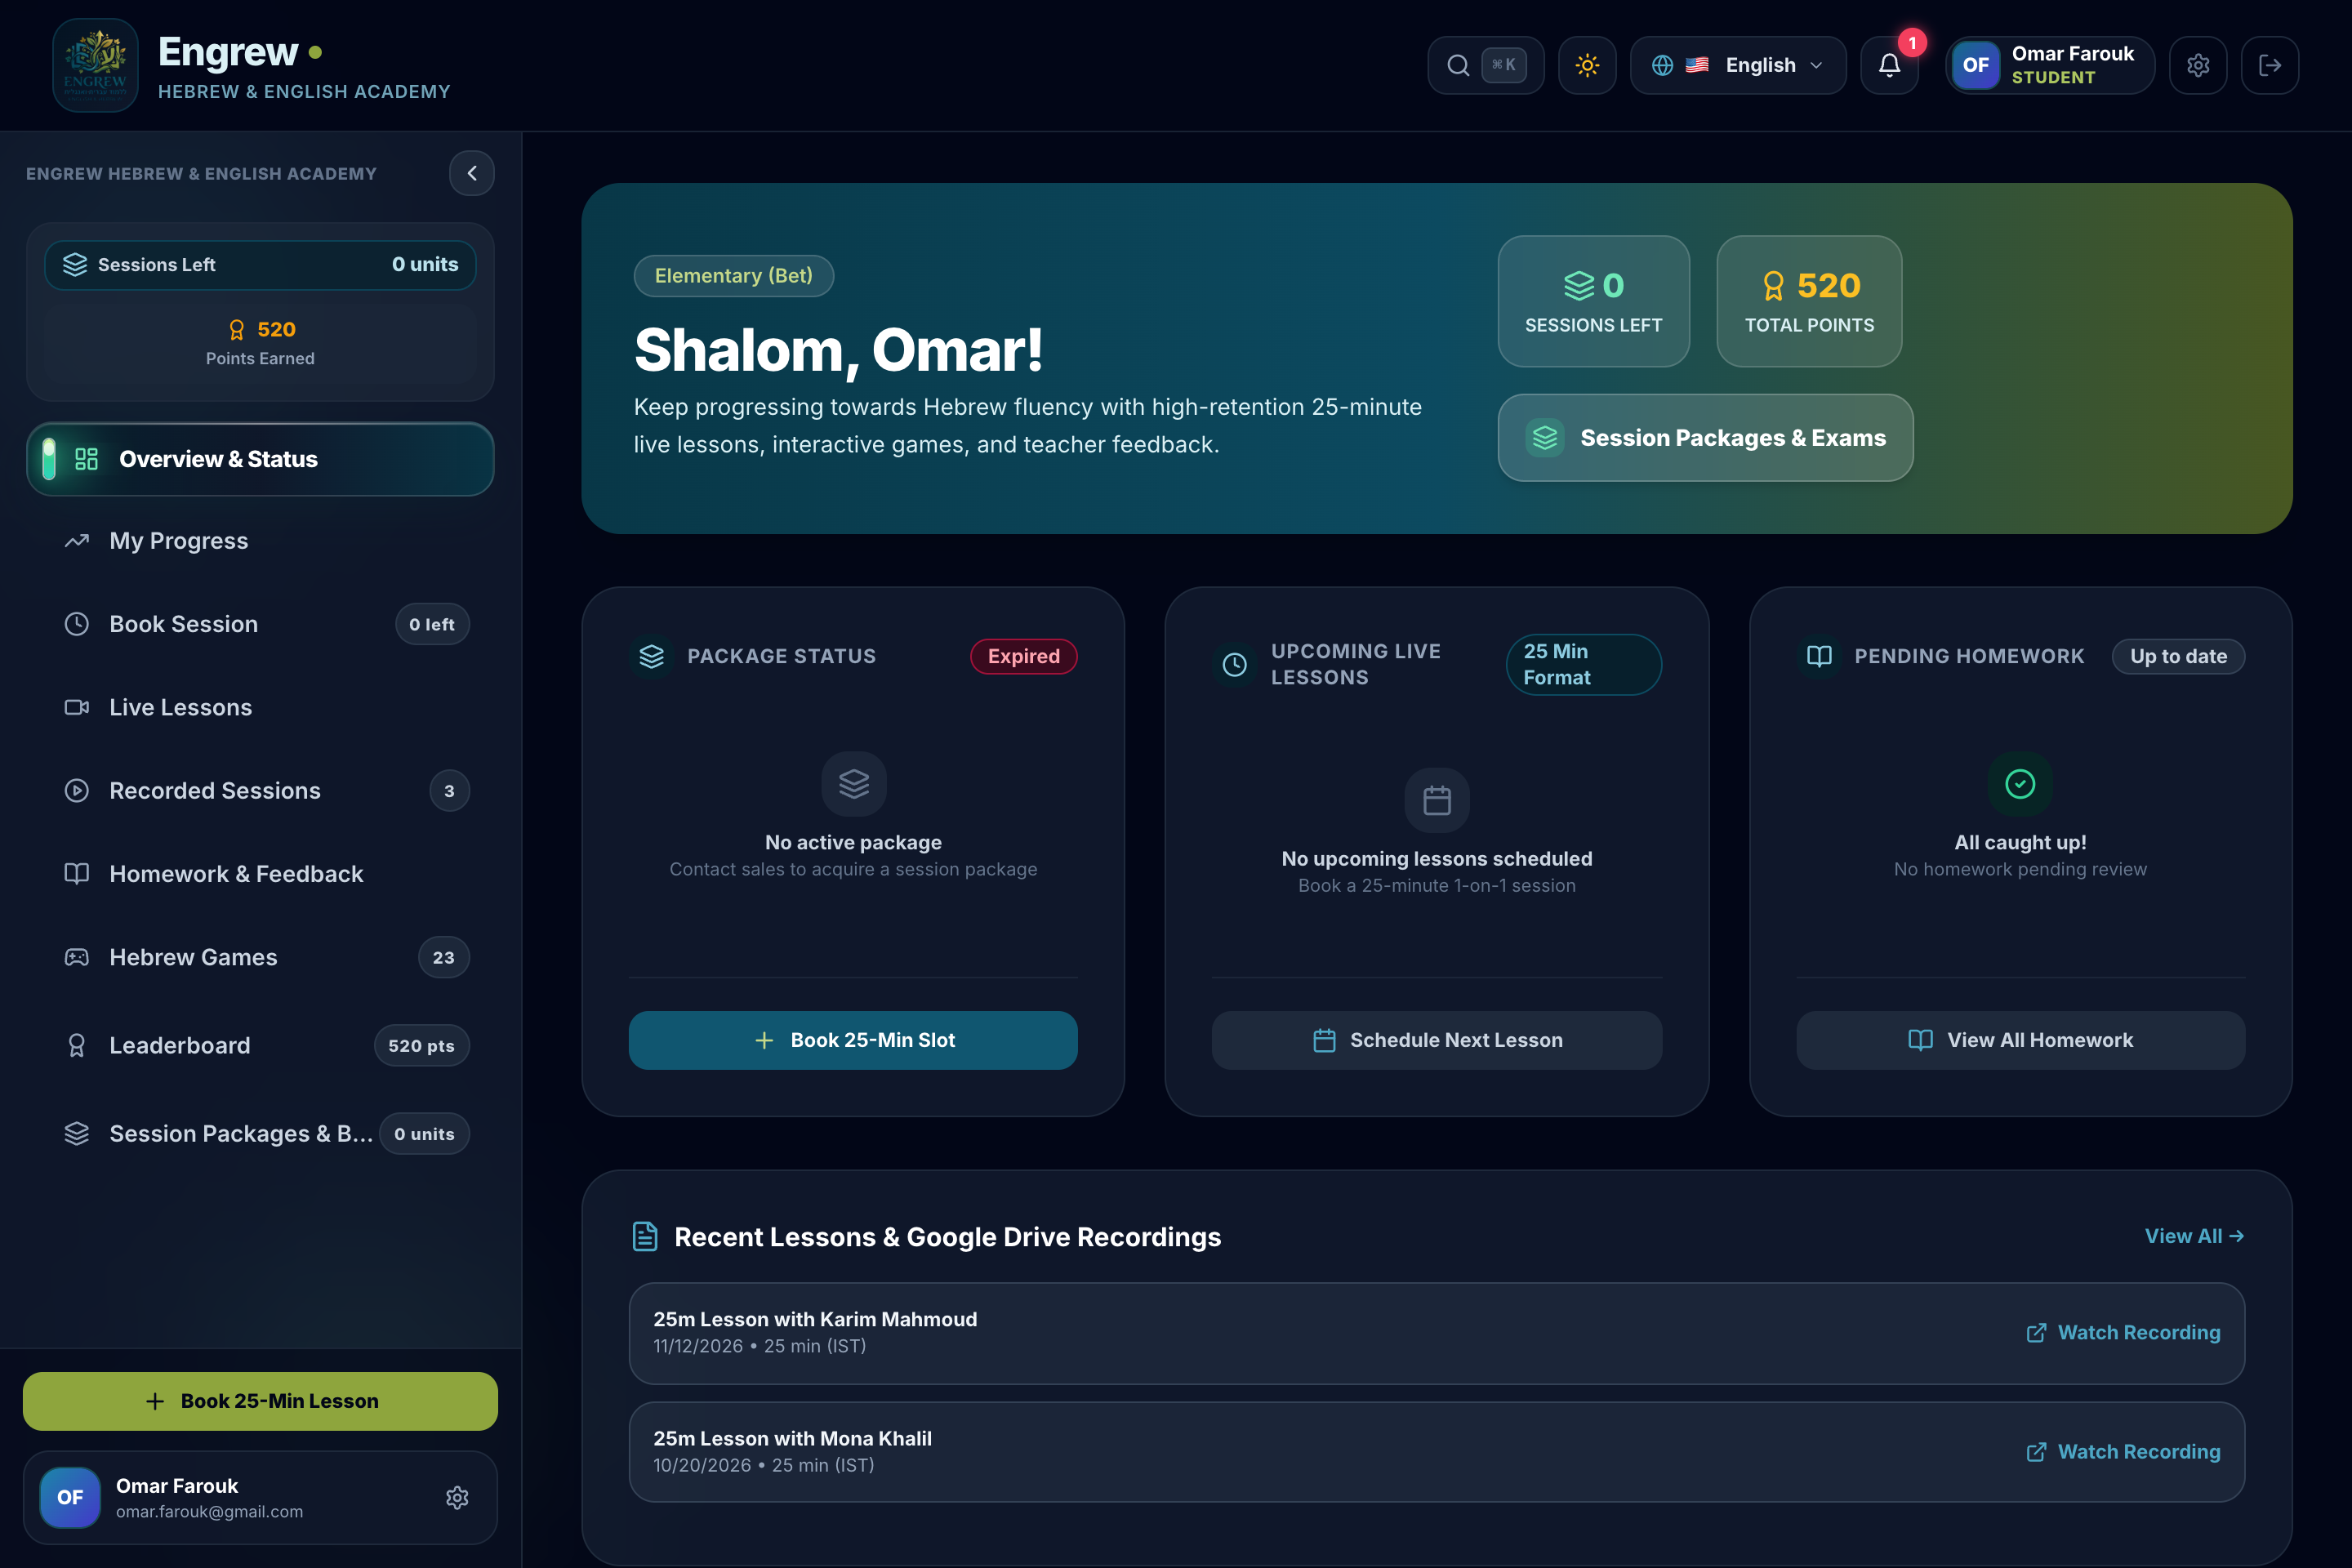 Engrew
HEBREW & ENGLISH ACADEMY
ENGREW
⌘K
English
1
OF
Omar Farouk
STUDENT
ENGREW HEBREW & ENGLISH ACADEMY
Sessions Left
0 units
520
Points Earned
Overview & Status
My Progress
Book Session
0 left
Live Lessons
Recorded Sessions
3
Homework & Feedback
Hebrew Games
23
Leaderboard
520 pts
Session Packages & B...
0 units
Book 25-Min Lesson
OF
Omar Farouk
omar.farouk@gmail.com
Elementary (Bet)
Shalom, Omar!
Keep progressing towards Hebrew fluency with high-retention 25-minute
live lessons, interactive games, and teacher feedback.
0
SESSIONS LEFT
520
TOTAL POINTS
Session Packages & Exams
PACKAGE STATUS
Expired
No active package
Contact sales to acquire a session package
Book 25-Min Slot
UPCOMING LIVE
LESSONS
25 Min
Format
No upcoming lessons scheduled
Book a 25-minute 1-on-1 session
Schedule Next Lesson
PENDING HOMEWORK
Up to date
All caught up!
No homework pending review
View All Homework
Recent Lessons & Google Drive Recordings
View All →
25m Lesson with Karim Mahmoud
11/12/2026 • 25 min (IST)
Watch Recording
25m Lesson with Mona Khalil
10/20/2026 • 25 min (IST)
Watch Recording